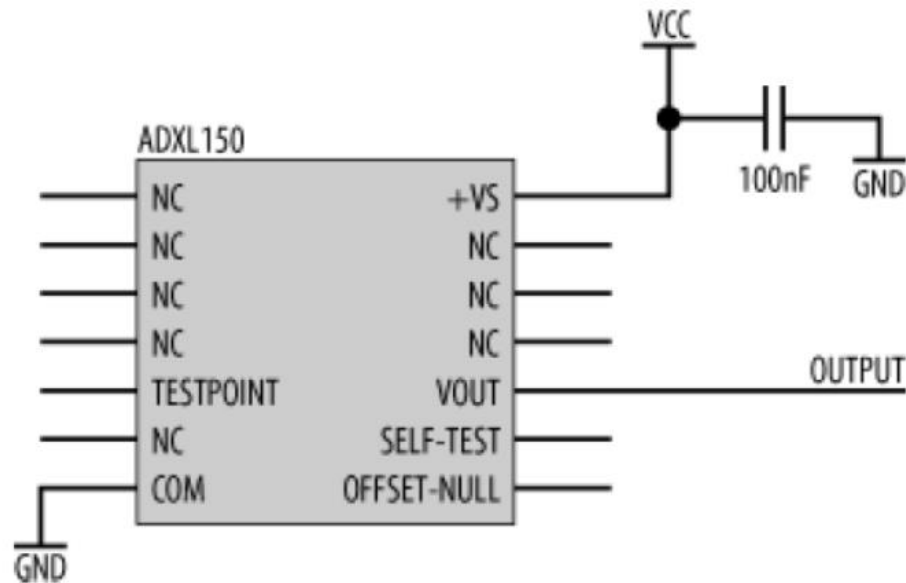 VCC
ADXL150
100nF
GND
NC +VS
NC NC
NC NC
NC NC
TESTPOINT VOUT
OUTPUT
NC SELF-TEST
COM OFFSET-NULL
GND